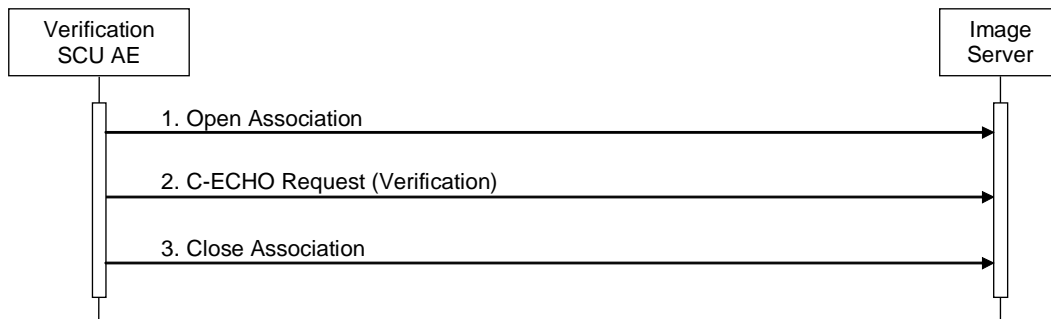 Verification
SCU AE
Image
Server
1. Open Association
2. C-ECHO Request (Verification)
3. Close Association